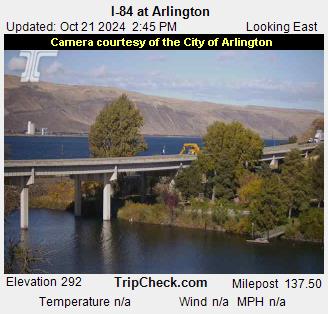 I-84 at Arlington
Updated: Oct 21 2024 2:45 PM Looking East
Camera courtesy of the City of Arlington
Elevation 292 TripCheck.com Milepost 137.50
Temperature n/a Wind n/a MPH n/a